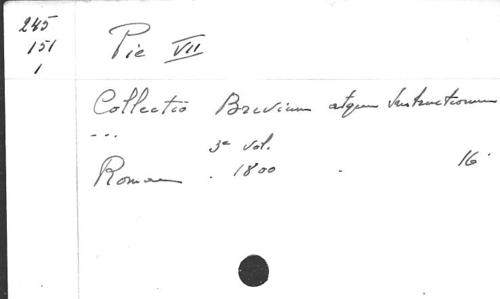 245
151
1
Pie VII
Collectio Brevium atque Instructionum
...
3e vol.
Romae . 1800 . 16°